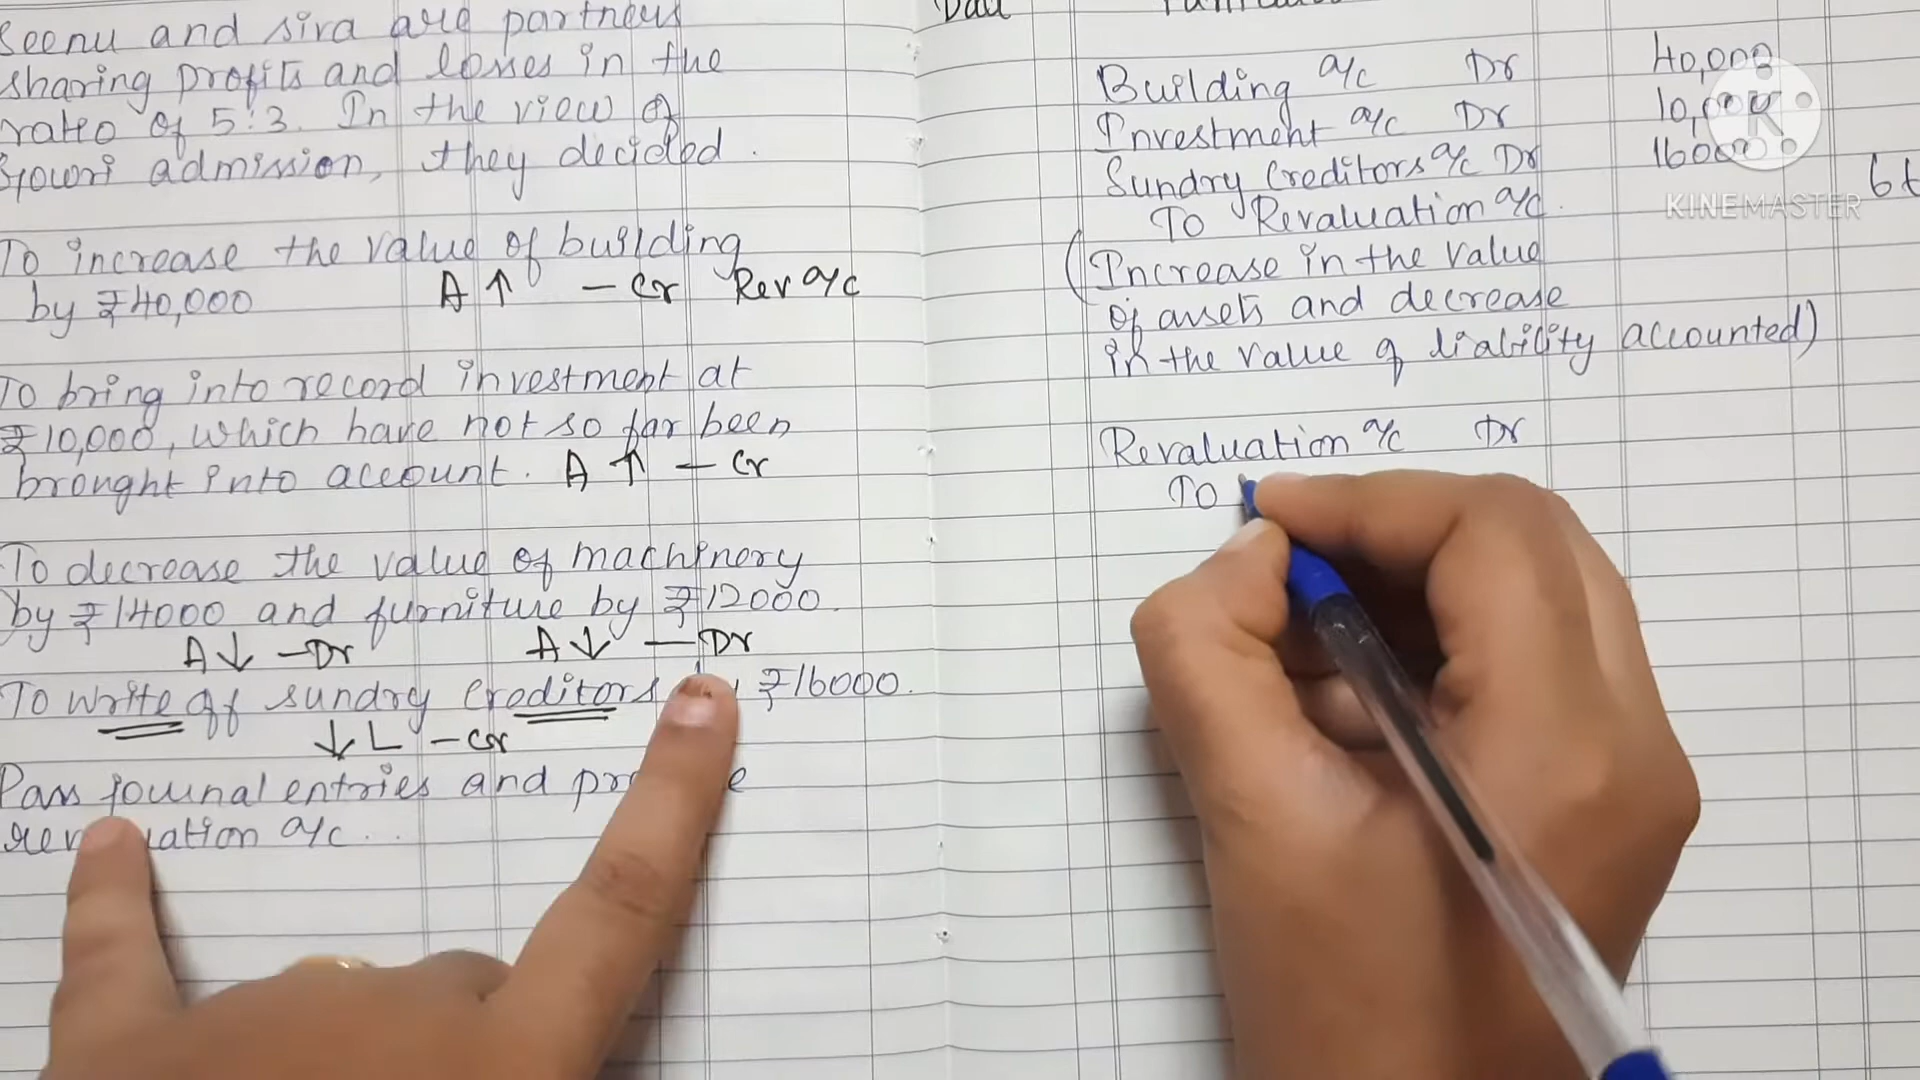 Seenu and siva are partners
sharing profits and losses in the
ratio of 5:3. In the view of
Gowri admission, they decided.
To increase the value of building
by ₹40,000
A ↑ — Cr Rev a/c
To bring into record investment at
₹10,000, which have not so far been
brought into account. A ↑ — Cr
To decrease the value of machinery
by ₹14000 and furniture by ₹12000.
A↓ —Dr A↓ —Dr
To write off sundry creditors ₹16000.
↓L —Cr
Pass journal entries and
a/c.
Building a/c Dr 40,000
Investment a/c Dr 10,000
Sundry Creditors a/c Dr 16000
To Revaluation a/c.
(Increase in the value
of assets and decrease
in the value of liability accounted)
Revaluation a/c Dr
To
KINEMASTER